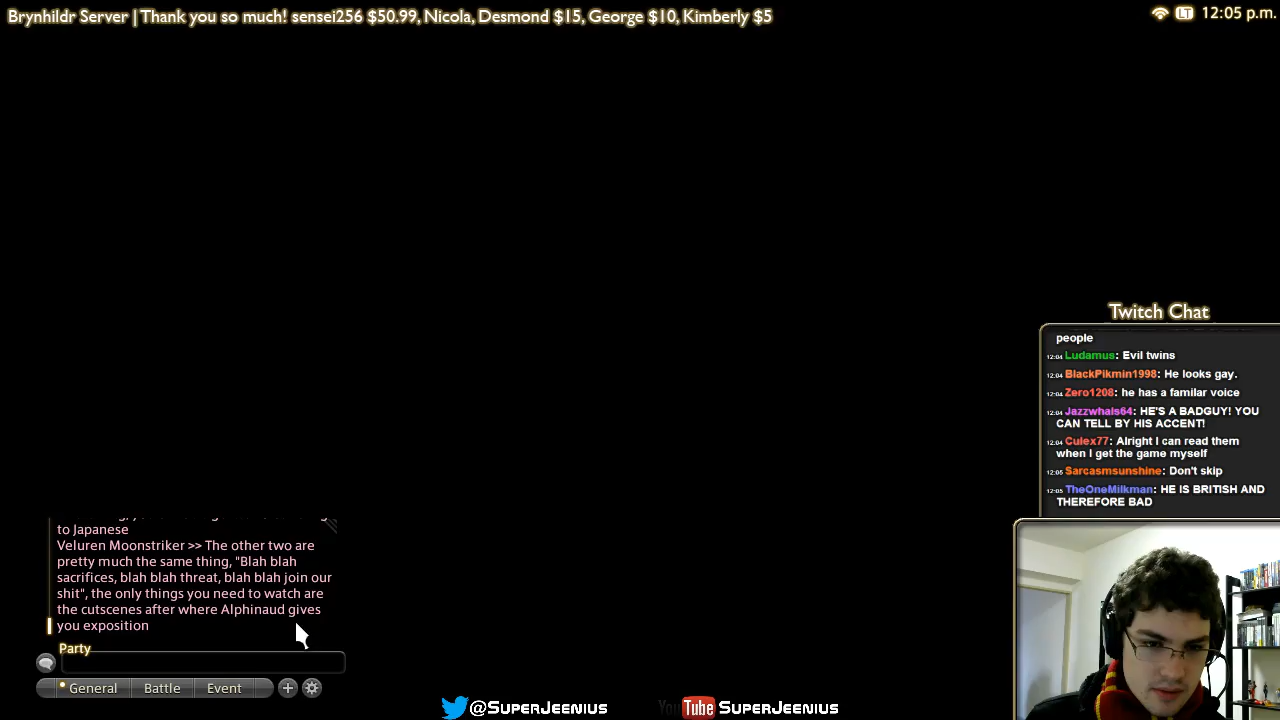 Brynhildr Server | Thank you so much! sensei256 $50.99, Nicola, Desmond $15, George $10, Kimberly $5
LT 12:05 p.m.
Twitch Chat
people
12:04 Ludamus: Evil twins
12:04 BlackPikmin1998: He looks gay.
12:04 Zero1208: he has a familar voice
12:04 Jazzwhals64: HE'S A BADGUY! YOU
CAN TELL BY HIS ACCENT!
12:04 Culex77: Alright I can read them
when I get the game myself
12:05 Sarcasmsunshine: Don't skip
12:05 TheOneMilkman: HE IS BRITISH AND
THEREFORE BAD
to Japanese
Veluren Moonstriker >> The other two are
pretty much the same thing, "Blah blah
sacrifices, blah blah threat, blah blah join our
shit", the only things you need to watch are
the cutscenes after where Alphinaud gives
you exposition
Party
General Battle Event
@SuperJeenius
YouTube SuperJeenius